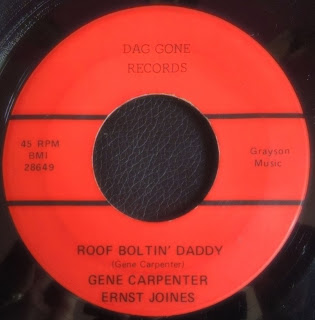 DAG GONE
RECORDS
45 RPM
BMI
28649
Grayson
Music
ROOF BOLTIN' DADDY
(Gene Carpenter)
GENE CARPENTER
ERNST JOINES